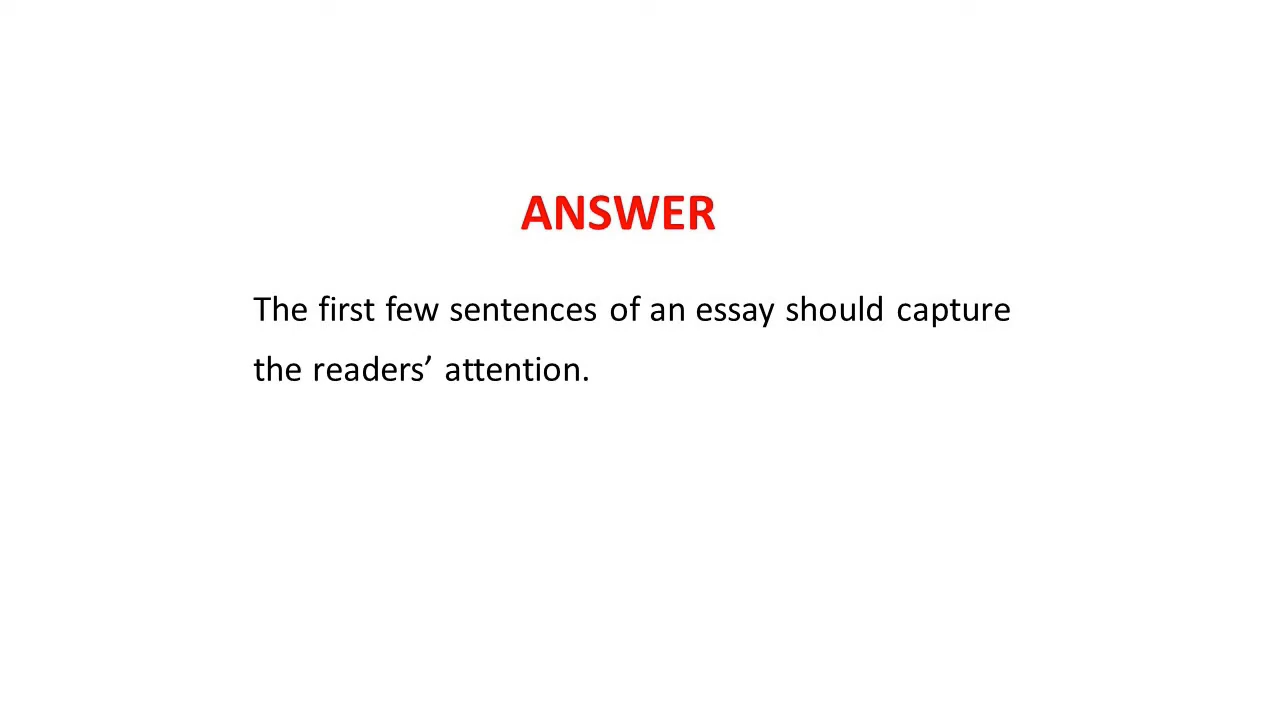 ANSWER
The first few sentences of an essay should capture
the readers’ attention.